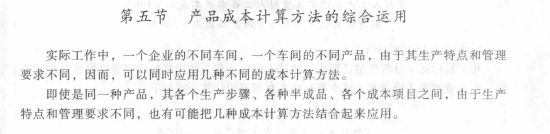 第五节 产品成本计算方法的综合运用
实际工作中，一个企业的不同车间，一个车间的不同产品，由于其生产特点和管理
要求不同，因而，可以同时应用几种不同的成本计算方法。
即使是同一种产品，其各个生产步骤、各种半成品、各个成本项目之间，由于生产
特点和管理要求不同，也有可能把几种成本计算方法结合起来应用。